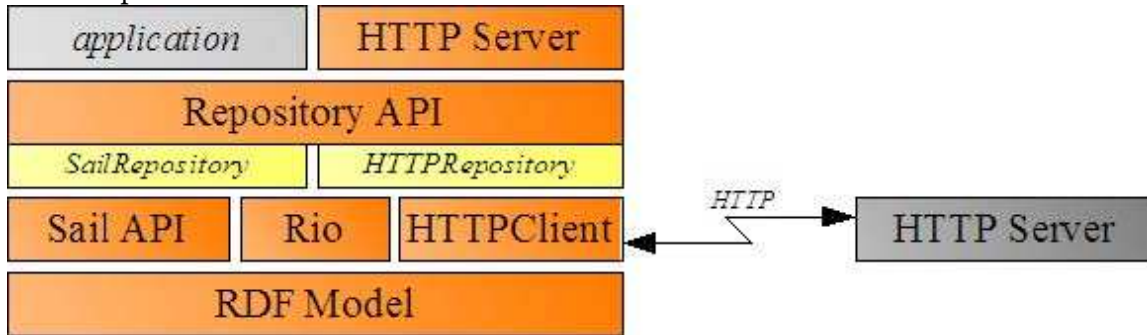 application HTTP Server
Repository API
SailRepository HTTPRepository
HTTP
Sail API Rio HTTPClient HTTP Server
RDF Model